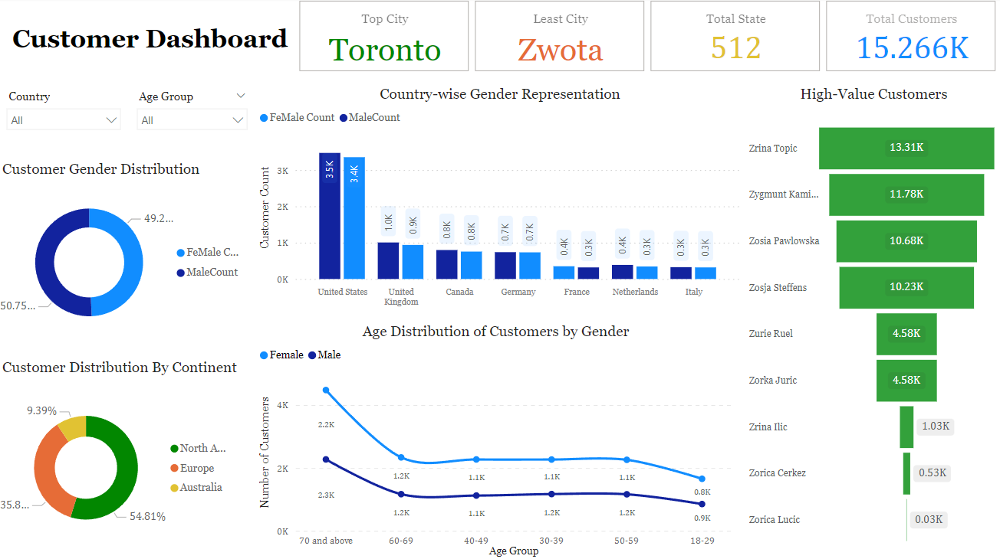 Customer Dashboard
Top City
Toronto
Least City
Zwota
Total State
512
Total Customers
15.266K
Country
All
Age Group
All
Customer Gender Distribution
49.2...
50.75...
FeMale C...
MaleCount
Customer Distribution By Continent
9.39%
35.8...
54.81%
North A...
Europe
Australia
Country-wise Gender Representation
FeMale Count MaleCount
Customer Count
3K
2K
1K
0K
3.5K
3.4K
1.0K
0.9K
0.8K
0.8K
0.7K
0.7K
0.4K
0.3K
0.4K
0.3K
0.3K
0.3K
United States
United
Kingdom
Canada
Germany
France
Netherlands
Italy
Age Distribution of Customers by Gender
Female Male
Number of Customers
4K
2K
0K
2.2K
1.2K
1.1K
1.1K
1.1K
0.8K
2.3K
1.2K
1.1K
1.2K
1.2K
0.9K
70 and above
60-69
40-49
30-39
50-59
18-29
Age Group
High-Value Customers
Zrina Topic 13.31K
Zygmunt Kami... 11.78K
Zosia Pawlowska 10.68K
Zosja Steffens 10.23K
Zurie Ruel 4.58K
Zorka Juric 4.58K
Zrina Ilic 1.03K
Zorica Cerkez 0.53K
Zorica Lucic 0.03K